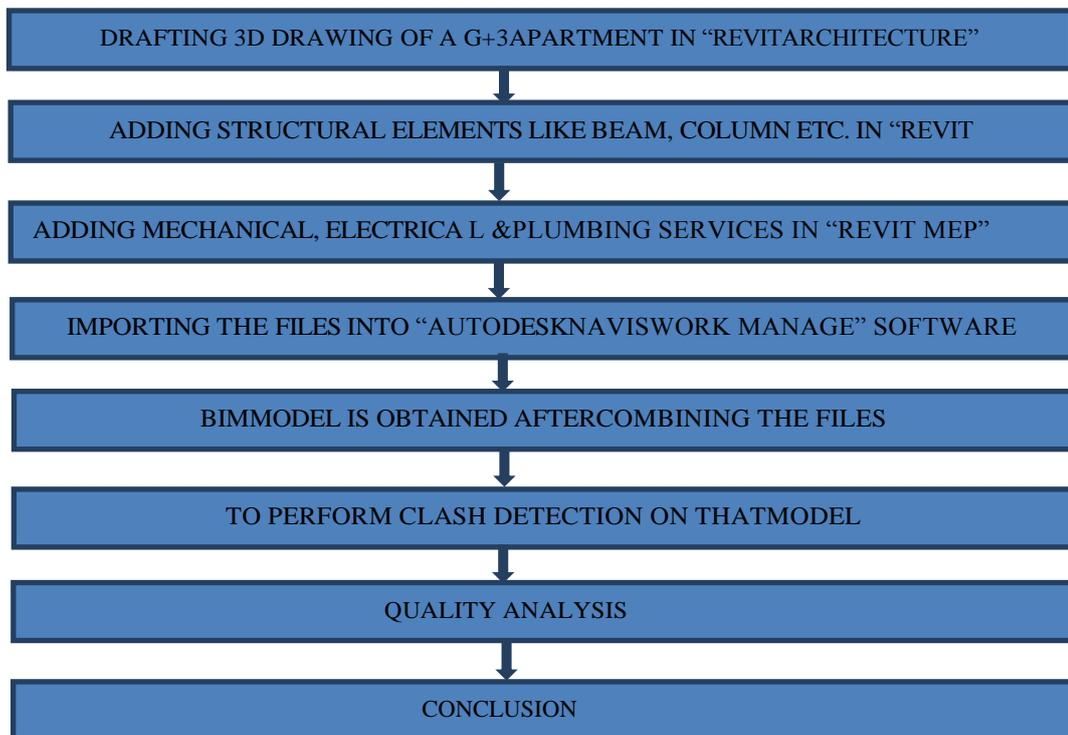 DRAFTING 3D DRAWING OF A G+3APARTMENT IN “REVITARCHITECTURE”
ADDING STRUCTURAL ELEMENTS LIKE BEAM, COLUMN ETC. IN “REVIT
ADDING MECHANICAL, ELECTRICA L &PLUMBING SERVICES IN “REVIT MEP”
IMPORTING THE FILES INTO “AUTODESKNAVISWORK MANAGE” SOFTWARE
BIMMODEL IS OBTAINED AFTERCOMBINING THE FILES
TO PERFORM CLASH DETECTION ON THATMODEL
QUALITY ANALYSIS
CONCLUSION